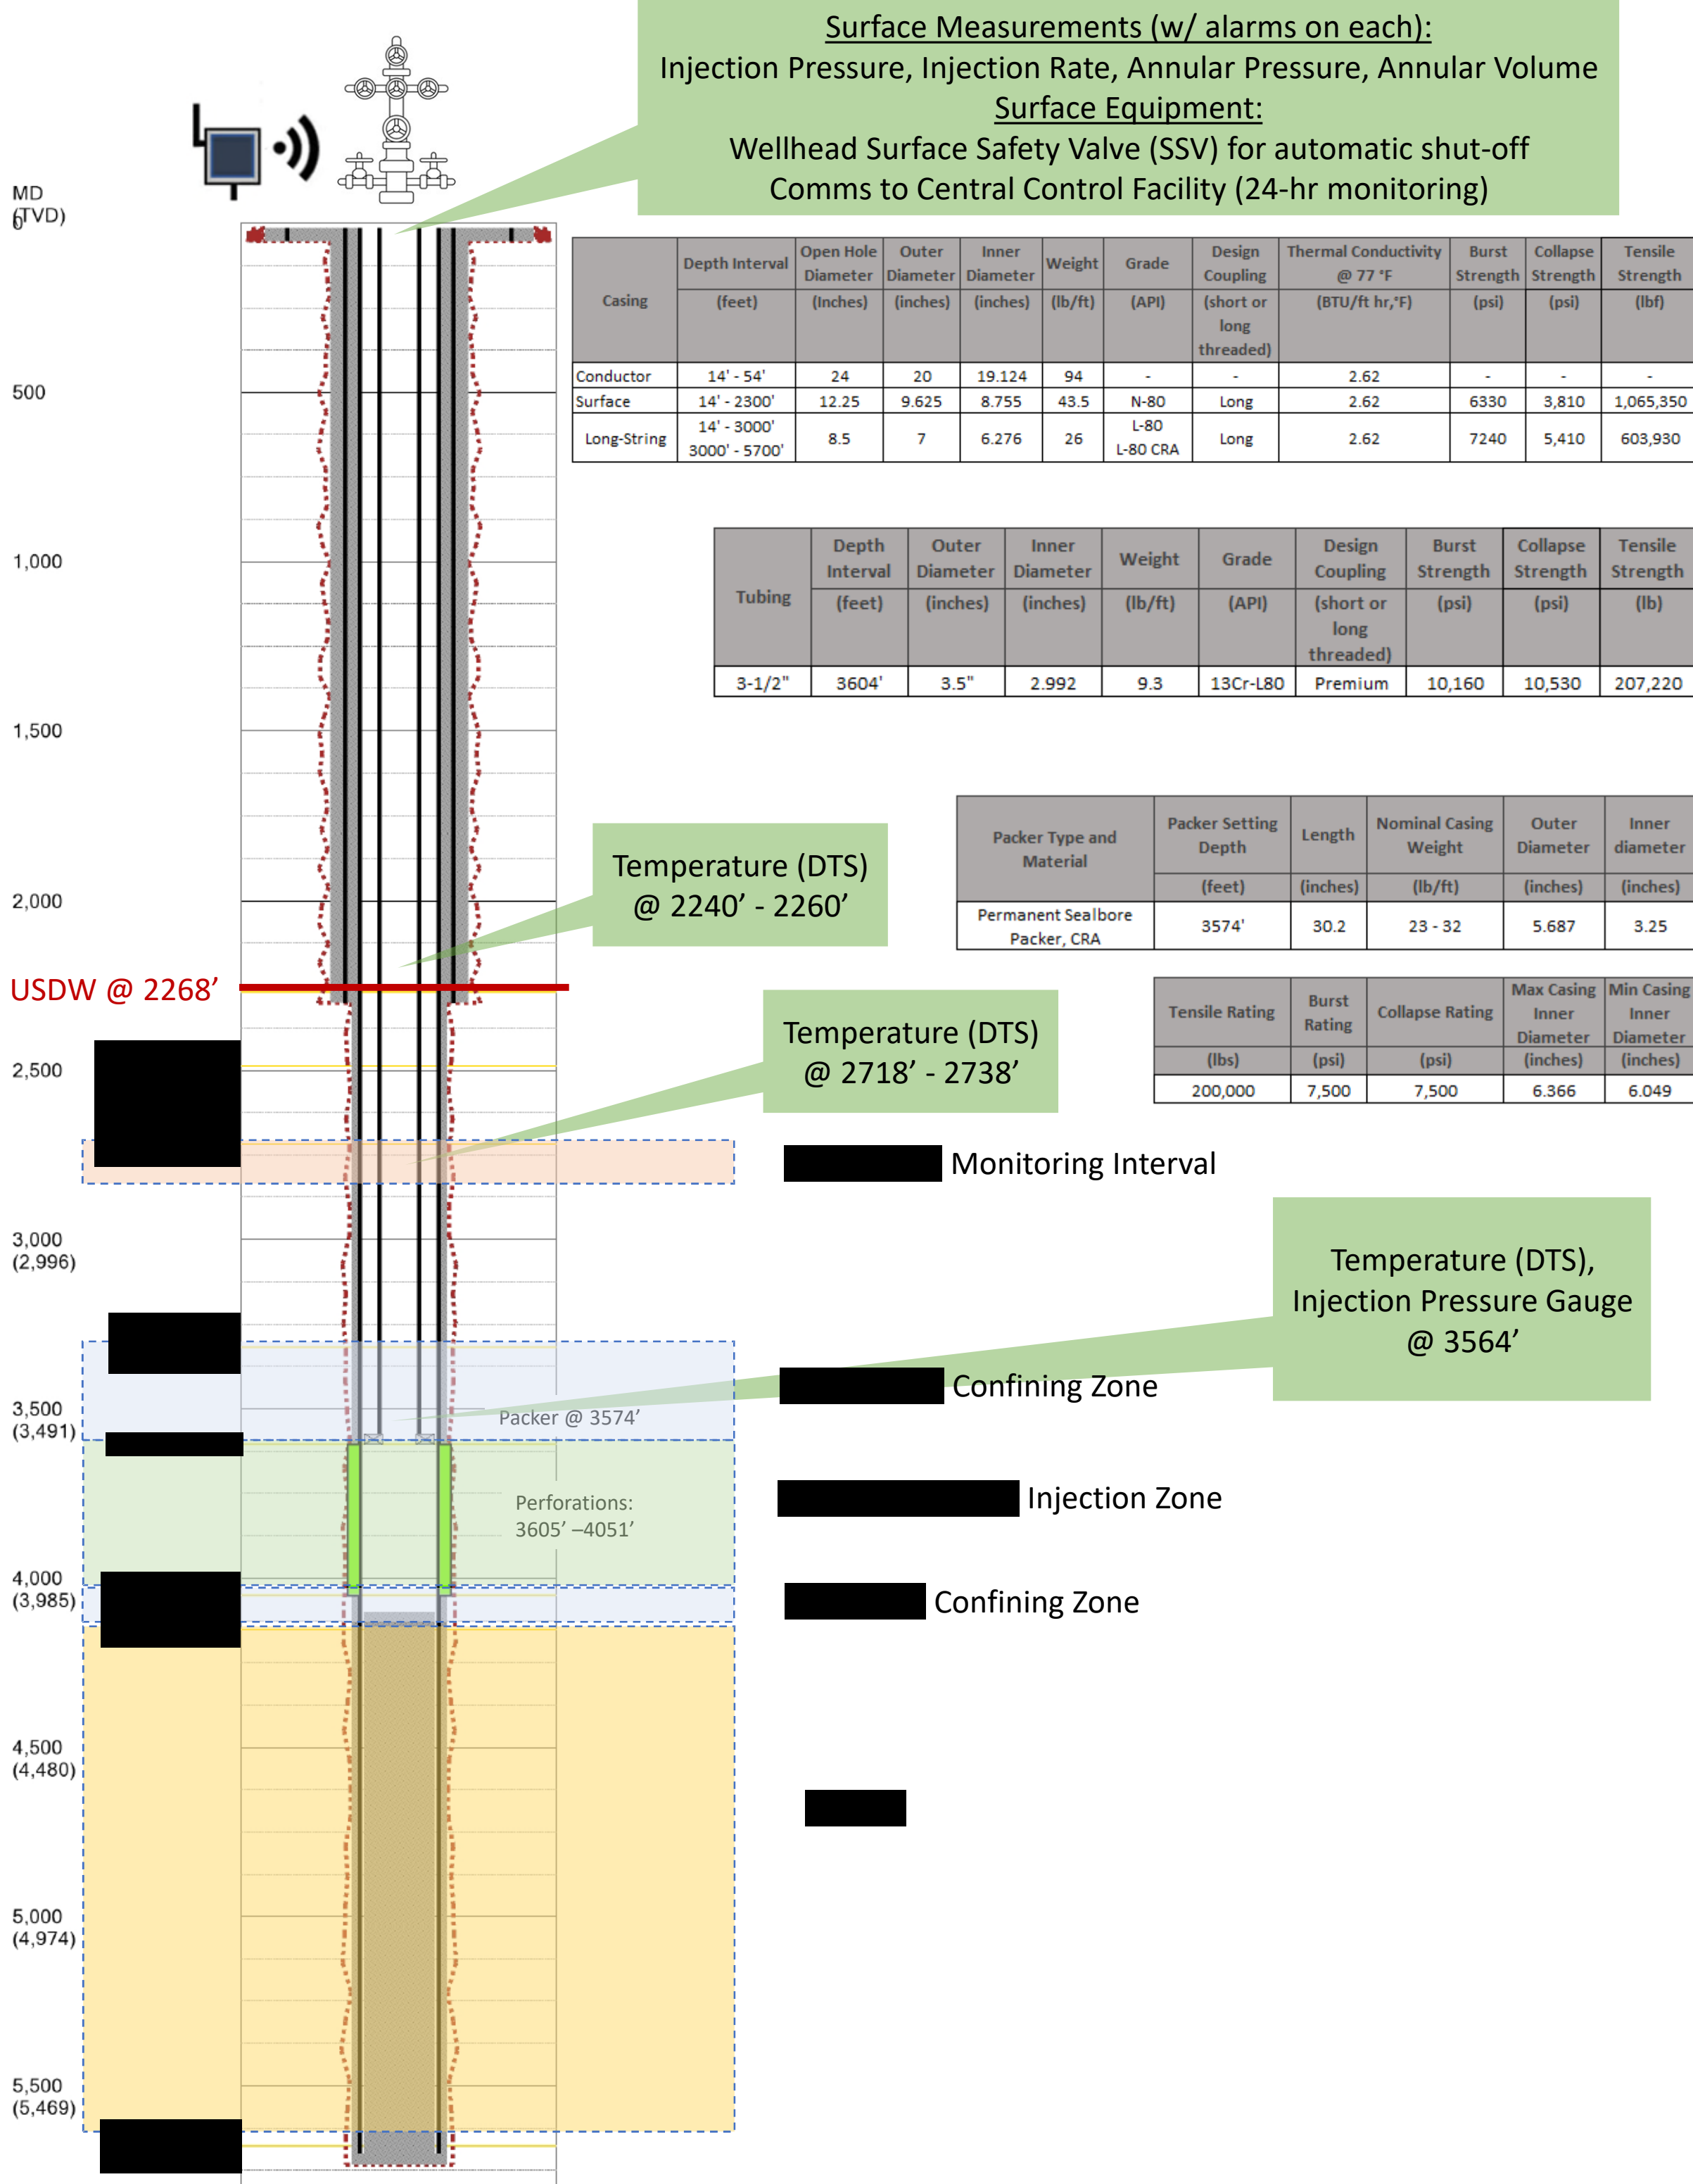 Surface Measurements (w/ alarms on each):
Injection Pressure, Injection Rate, Annular Pressure, Annular Volume
Surface Equipment:
Wellhead Surface Safety Valve (SSV) for automatic shut-off
Comms to Central Control Facility (24-hr monitoring)
MD
(TVD)
0
500
1,000
1,500
2,000
USDW @ 2268’
2,500
3,000
(2,996)
3,500
(3,491)
4,000
(3,985)
4,500
(4,480)
5,000
(4,974)
5,500
(5,469)
Casing Depth Interval Open Hole Diameter Outer Diameter Inner Diameter Weight Grade Design Coupling Thermal Conductivity @ 77 °F Burst Strength Collapse Strength Tensile Strength
(feet) (Inches) (inches) (inches) (lb/ft) (API) (short or long threaded) (BTU/ft hr,°F) (psi) (psi) (lbf)
Conductor 14' - 54' 24 20 19.124 94 - - 2.62 - - -
Surface 14' - 2300' 12.25 9.625 8.755 43.5 N-80 Long 2.62 6330 3,810 1,065,350
Long-String 14' - 3000' 3000' - 5700' 8.5 7 6.276 26 L-80 L-80 CRA Long 2.62 7240 5,410 603,930
Tubing Depth Interval Outer Diameter Inner Diameter Weight Grade Design Coupling Burst Strength Collapse Strength Tensile Strength
(feet) (inches) (inches) (lb/ft) (API) (short or long threaded) (psi) (psi) (lb)
3-1/2" 3604' 3.5" 2.992 9.3 13Cr-L80 Premium 10,160 10,530 207,220
Packer Type and Material Packer Setting Depth Length Nominal Casing Weight Outer Diameter Inner diameter
(feet) (inches) (lb/ft) (inches) (inches)
Permanent Sealbore Packer, CRA 3574' 30.2 23 - 32 5.687 3.25
Tensile Rating Burst Rating Collapse Rating Max Casing Inner Diameter Min Casing Inner Diameter
(lbs) (psi) (psi) (inches) (inches)
200,000 7,500 7,500 6.366 6.049
Temperature (DTS)
@ 2240’ - 2260’
Temperature (DTS)
@ 2718’ - 2738’
Monitoring Interval
Temperature (DTS),
Injection Pressure Gauge
@ 3564’
Confining Zone
Packer @ 3574’
Injection Zone
Perforations:
3605’ –4051’
Confining Zone